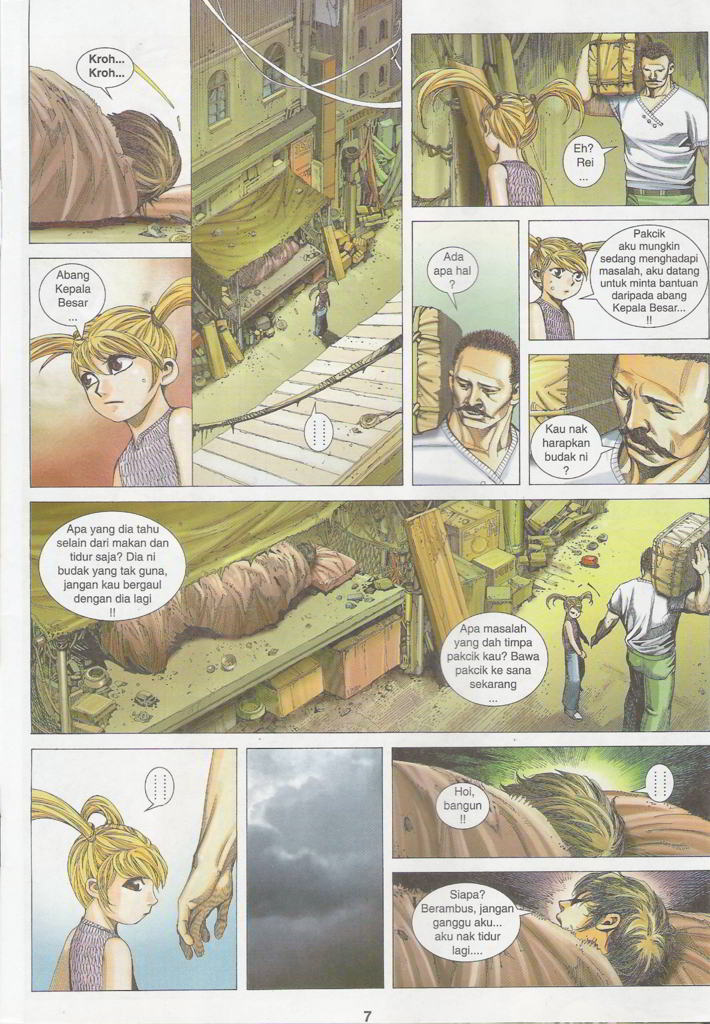 Kroh...
Kroh...
Abang
Kepala
Besar
...
Eh?
Rei
...
Ada
apa hal
?
Pakcik
aku mungkin
sedang menghadapi
masalah, aku datang
untuk minta bantuan
daripada abang
Kepala Besar...
!!
Kau nak
harapkan
budak ni
?
Apa yang dia tahu
selain dari makan dan
tidur saja? Dia ni
budak yang tak guna,
jangan kau bergaul
dengan dia lagi
!!
Apa masalah
yang dah timpa
pakcik kau? Bawa
pakcik ke sana
sekarang
...
Hoi,
bangun
!!
Siapa?
Berambus, jangan
ganggu aku...
aku nak tidur
lagi....
7